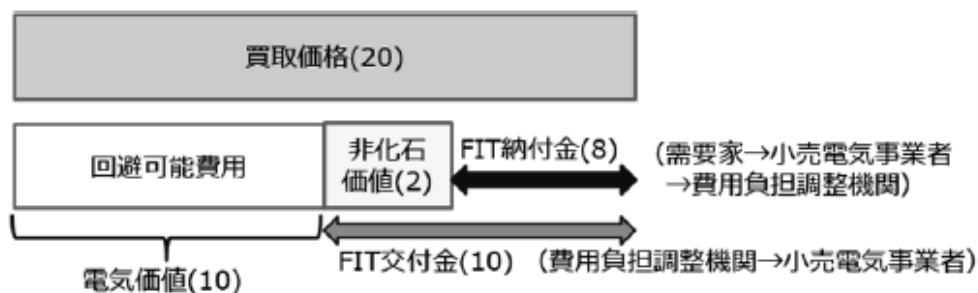 買取価格(20)
回避可能費用
非化石
価値(2)
FIT納付金(8)
(需要家→小売電気事業者
→費用負担調整機関)
電気価値(10)
FIT交付金(10) (費用負担調整機関→小売電気事業者)